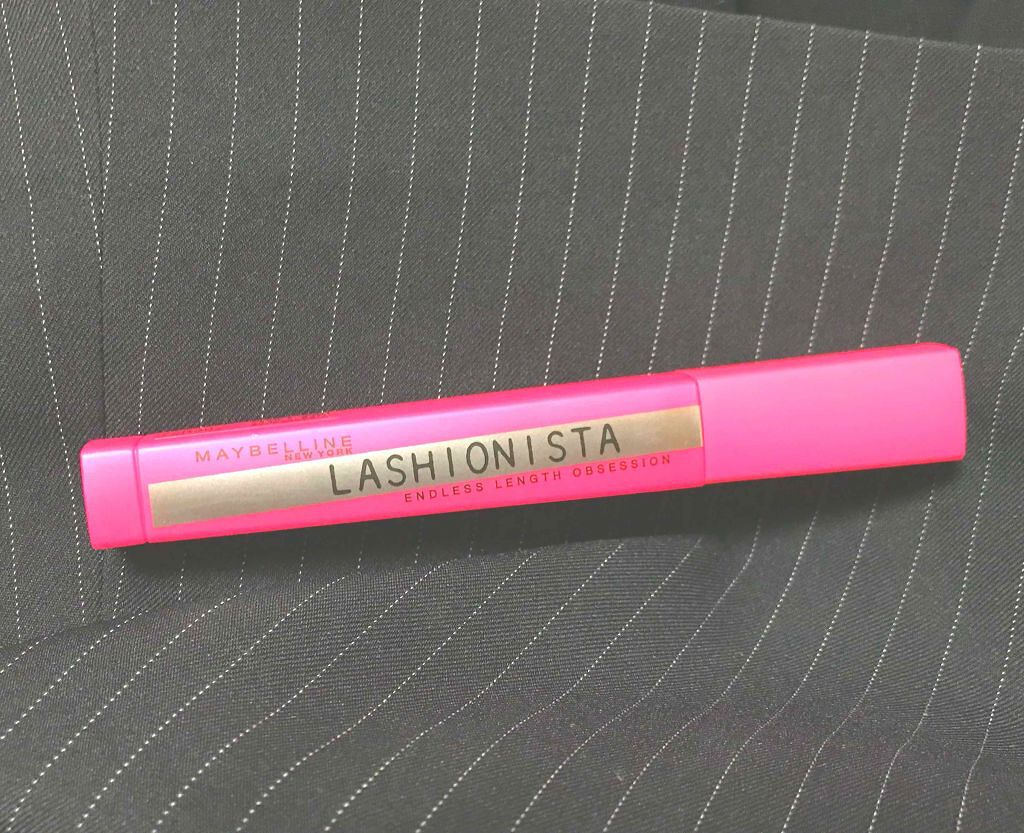 MAYBELLINE
NEW YORK
LASHIONISTA
ENDLESS LENGTH OBSESSION